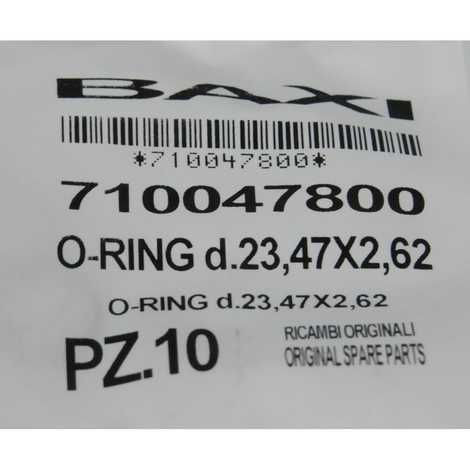 BAXI
*710047800*
710047800
O-RING d.23,47X2,62
O-RING d.23,47X2,62
PZ.10
RICAMBI ORIGINALI
ORIGINAL SPARE PARTS